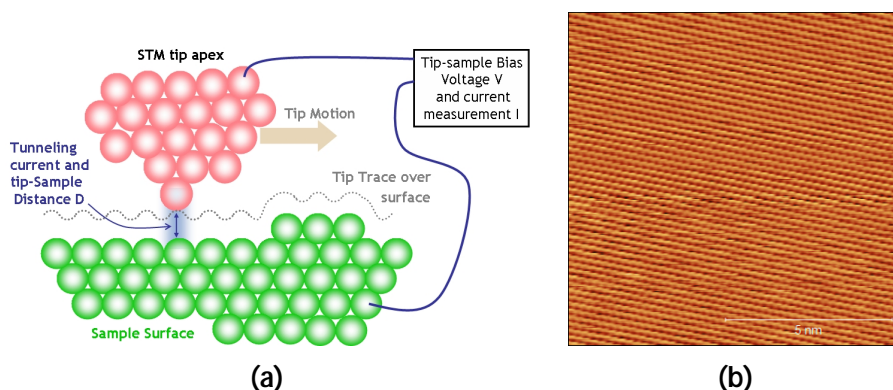 STM tip apex
Tip-sample Bias
Voltage V
and current
measurement I
Tip Motion
Tunneling
current and
tip-Sample
Distance D
Tip Trace over
surface
Sample Surface
5 nm
(a)
(b)